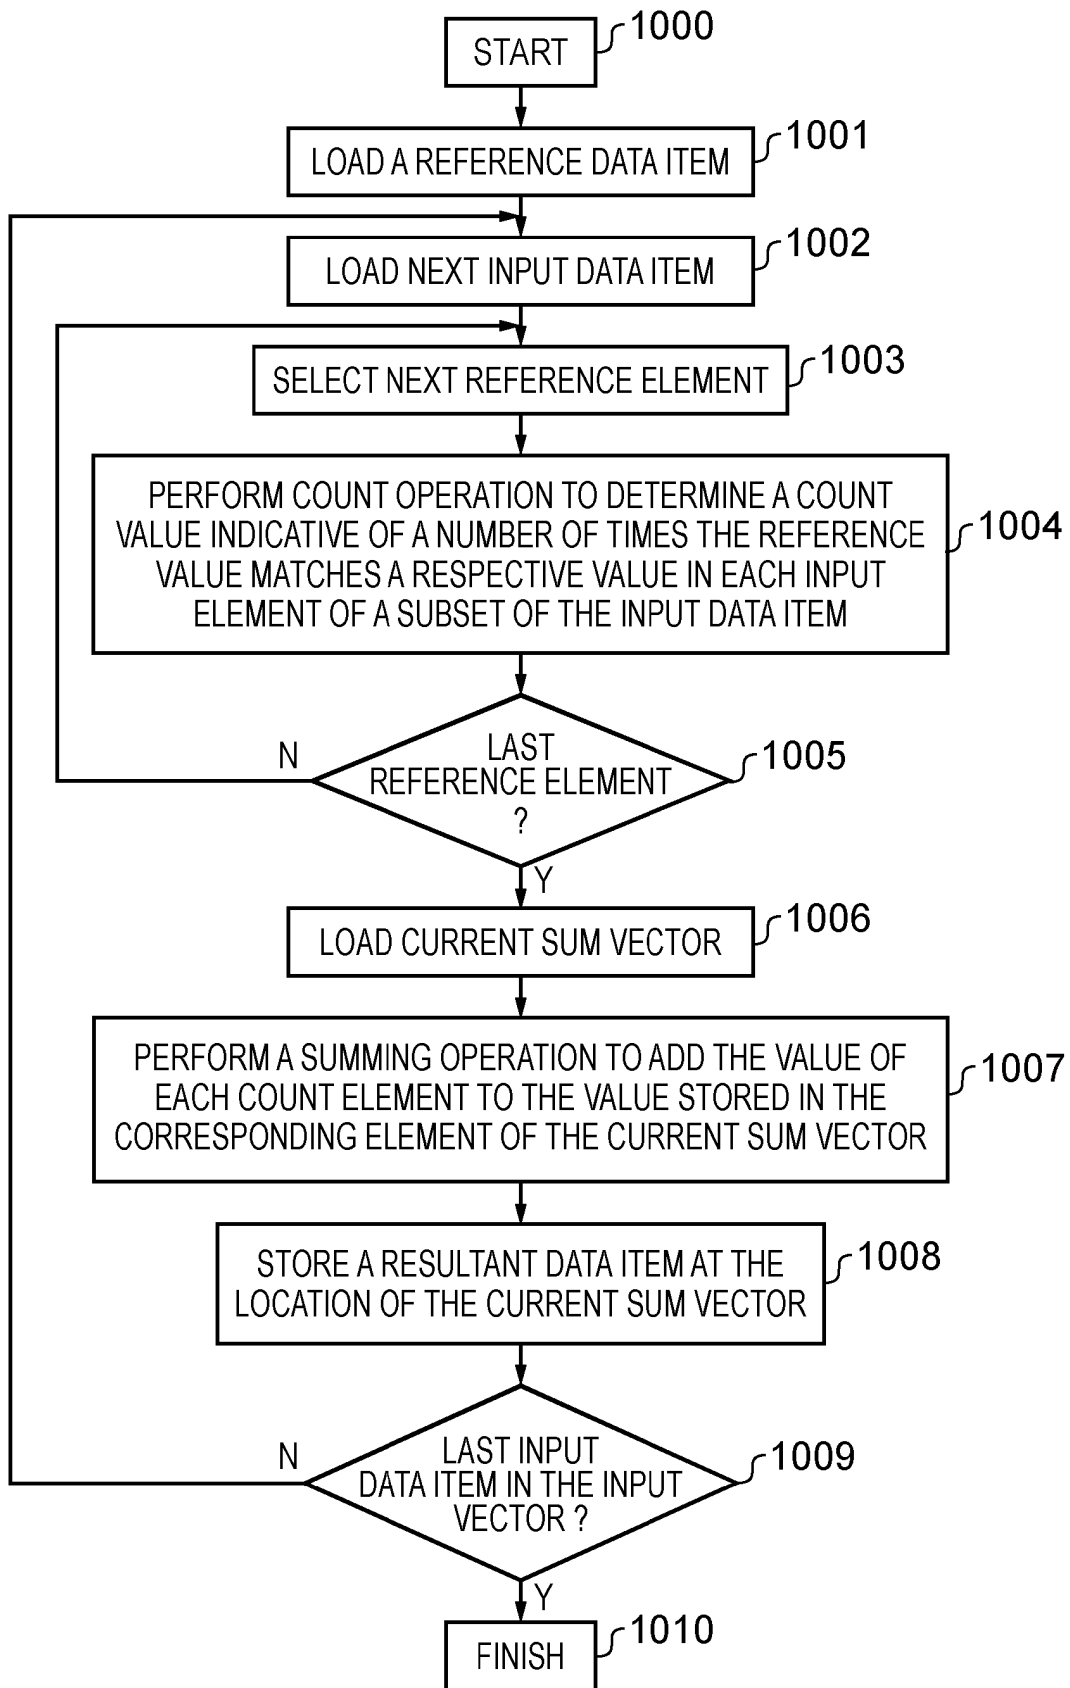 START
1000
LOAD A REFERENCE DATA ITEM
1001
LOAD NEXT INPUT DATA ITEM
1002
SELECT NEXT REFERENCE ELEMENT
1003
PERFORM COUNT OPERATION TO DETERMINE A COUNT
VALUE INDICATIVE OF A NUMBER OF TIMES THE REFERENCE
VALUE MATCHES A RESPECTIVE VALUE IN EACH INPUT
ELEMENT OF A SUBSET OF THE INPUT DATA ITEM
1004
LAST
REFERENCE ELEMENT
?
1005
N
Y
LOAD CURRENT SUM VECTOR
1006
PERFORM A SUMMING OPERATION TO ADD THE VALUE OF
EACH COUNT ELEMENT TO THE VALUE STORED IN THE
CORRESPONDING ELEMENT OF THE CURRENT SUM VECTOR
1007
STORE A RESULTANT DATA ITEM AT THE
LOCATION OF THE CURRENT SUM VECTOR
1008
LAST INPUT
DATA ITEM IN THE INPUT
VECTOR ?
1009
N
Y
FINISH
1010